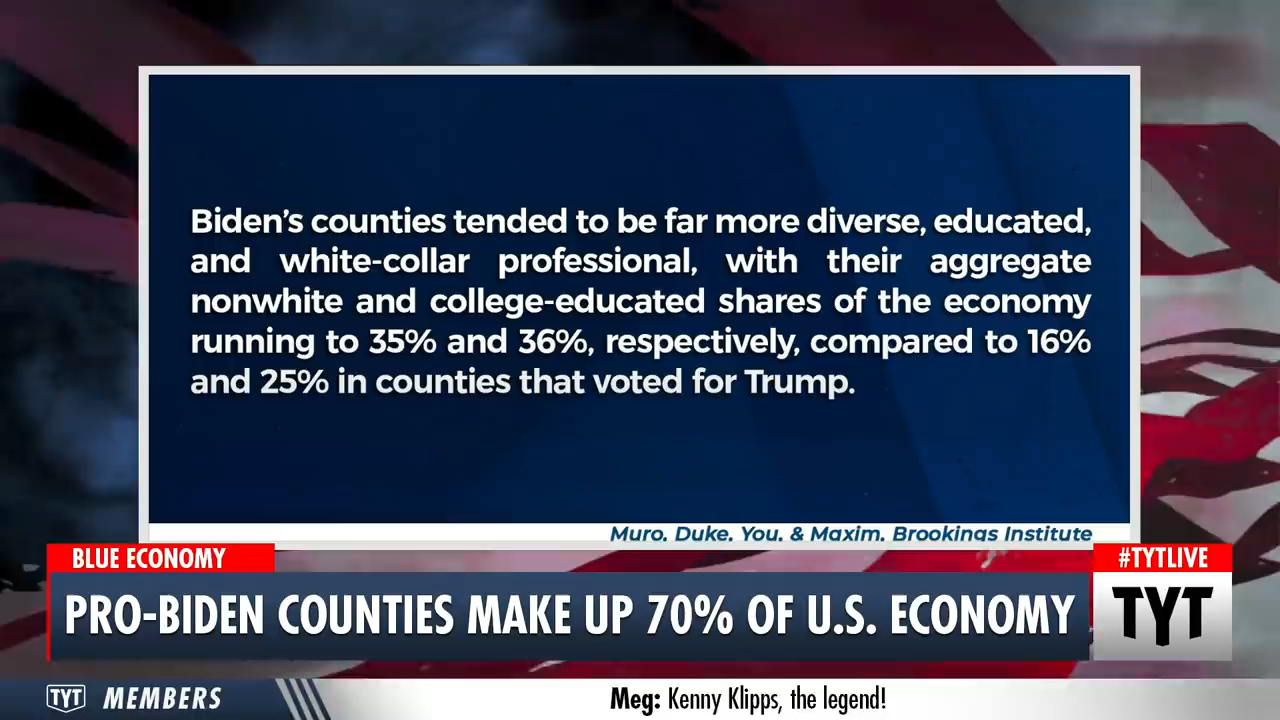 Biden's counties tended to be far more diverse, educated,
and white-collar professional, with their aggregate
nonwhite and college-educated shares of the economy
running to 35% and 36%, respectively, compared to 16%
and 25% in counties that voted for Trump.
Muro, Duke, You, & Maxim, Brookings Institute
BLUE ECONOMY
#TYTLIVE
PRO-BIDEN COUNTIES MAKE UP 70% OF U.S. ECONOMY
TYT
TYT MEMBERS
Meg: Kenny Klipps, the legend!